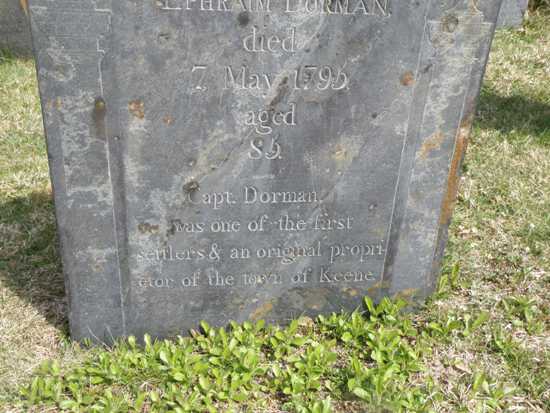 EPHRAIM DORMAN,
died
7 May 1795
aged
85.
Capt. Dorman,
was one of the first
settlers & an original propri-
etor of the town of Keene